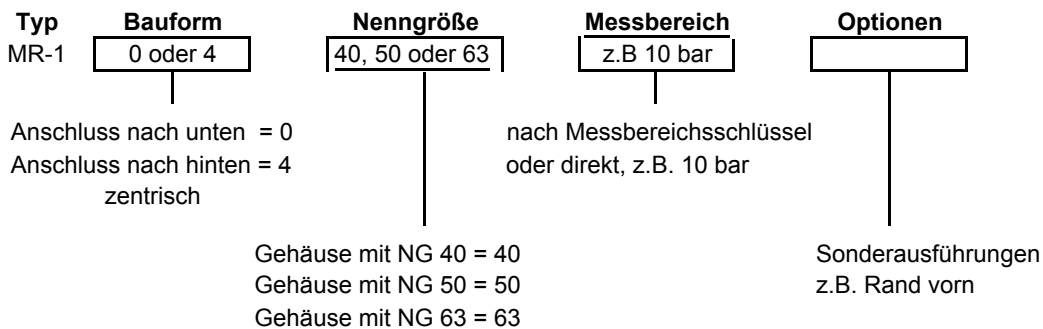 Typ Bauform Nenngröße Messbereich Optionen
MR-1 0 oder 4 40, 50 oder 63 z.B 10 bar
Anschluss nach unten = 0 nach Messbereichsschlüssel
Anschluss nach hinten = 4 oder direkt, z.B. 10 bar
zentrisch
Gehäuse mit NG 40 = 40 Sonderausführungen
Gehäuse mit NG 50 = 50 z.B. Rand vorn
Gehäuse mit NG 63 = 63